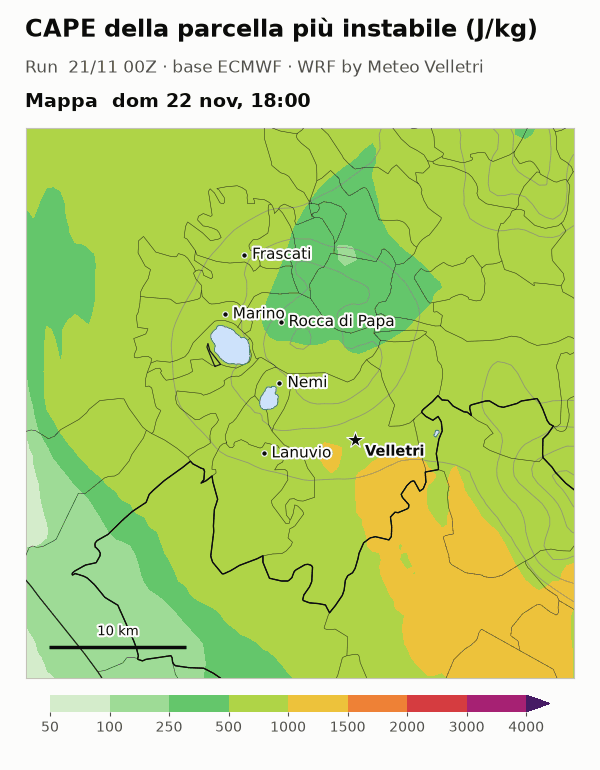 CAPE della parcella più instabile (J/kg)
Run  21/11 00Z · base ECMWF · WRF by Meteo Velletri
Mappa  dom 22 nov, 18:00
Frascati
Marino
Rocca di Papa
Nemi
Velletri
Lanuvio
10 km
50 100 250 500 1000 1500 2000 3000 4000